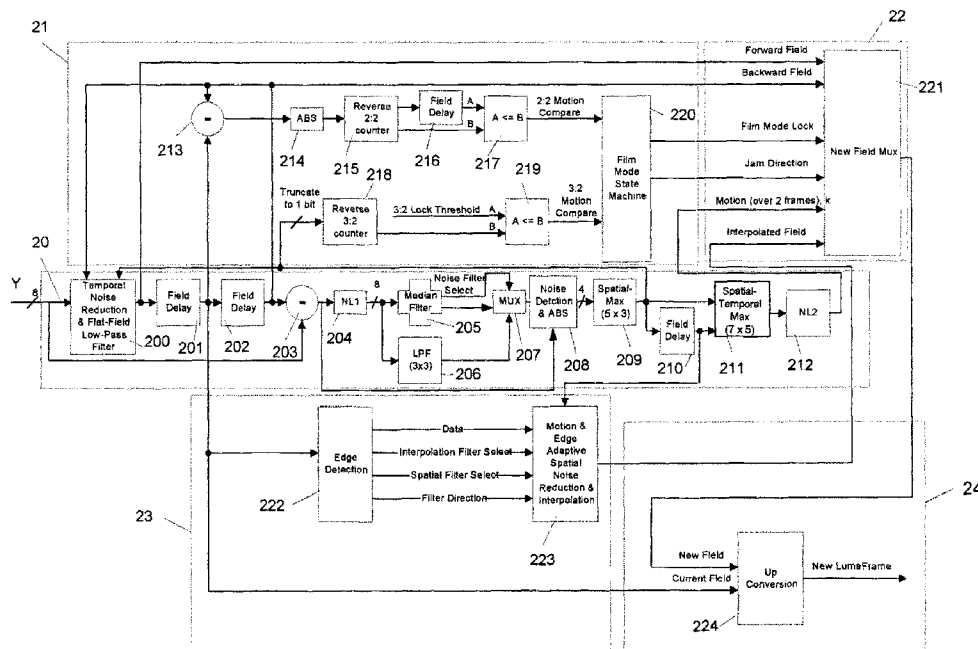 21
22
Forward Field
Backward Field
221
213
ABS
214
Reverse
2:2
counter
215
Field
Delay
216
A
B
A <= B
217
2:2 Motion
Compare
220
Film
Mode
State
Machine
Film Mode Lock
New Field Mux
Jam Direction
218
Truncate
to 1 bit
Reverse
3:2
counter
3:2 Lock Threshold
A
B
219
A <= B
3:2
Motion
Compare
Motion (over 2 frames), k
Interpolated Field
20
Y
8
Temporal
Noise
Reduction
& Flat-Field
Low-Pass
Filter
200
Field
Delay
201
Field
Delay
202
-
203
NL1
204
8
Median
Filter
205
Noise Filter
Select
LPF
(3x3)
206
MUX
207
Noise
Detction
& ABS
208
4
Spatial-
Max
(5 x 3)
209
Field
Delay
210
Spatial-
Temporal
Max
(7 x 5)
211
NL2
212
Edge
Detection
222
Data
Interpolation Filter Select
Spatial Filter Select
Filter Direction
Motion &
Edge
Adaptive
Spatial
Noise
Reduction &
Interpolation
223
23
24
New Field
Current Field
Up
Conversion
224
New LumaFrame